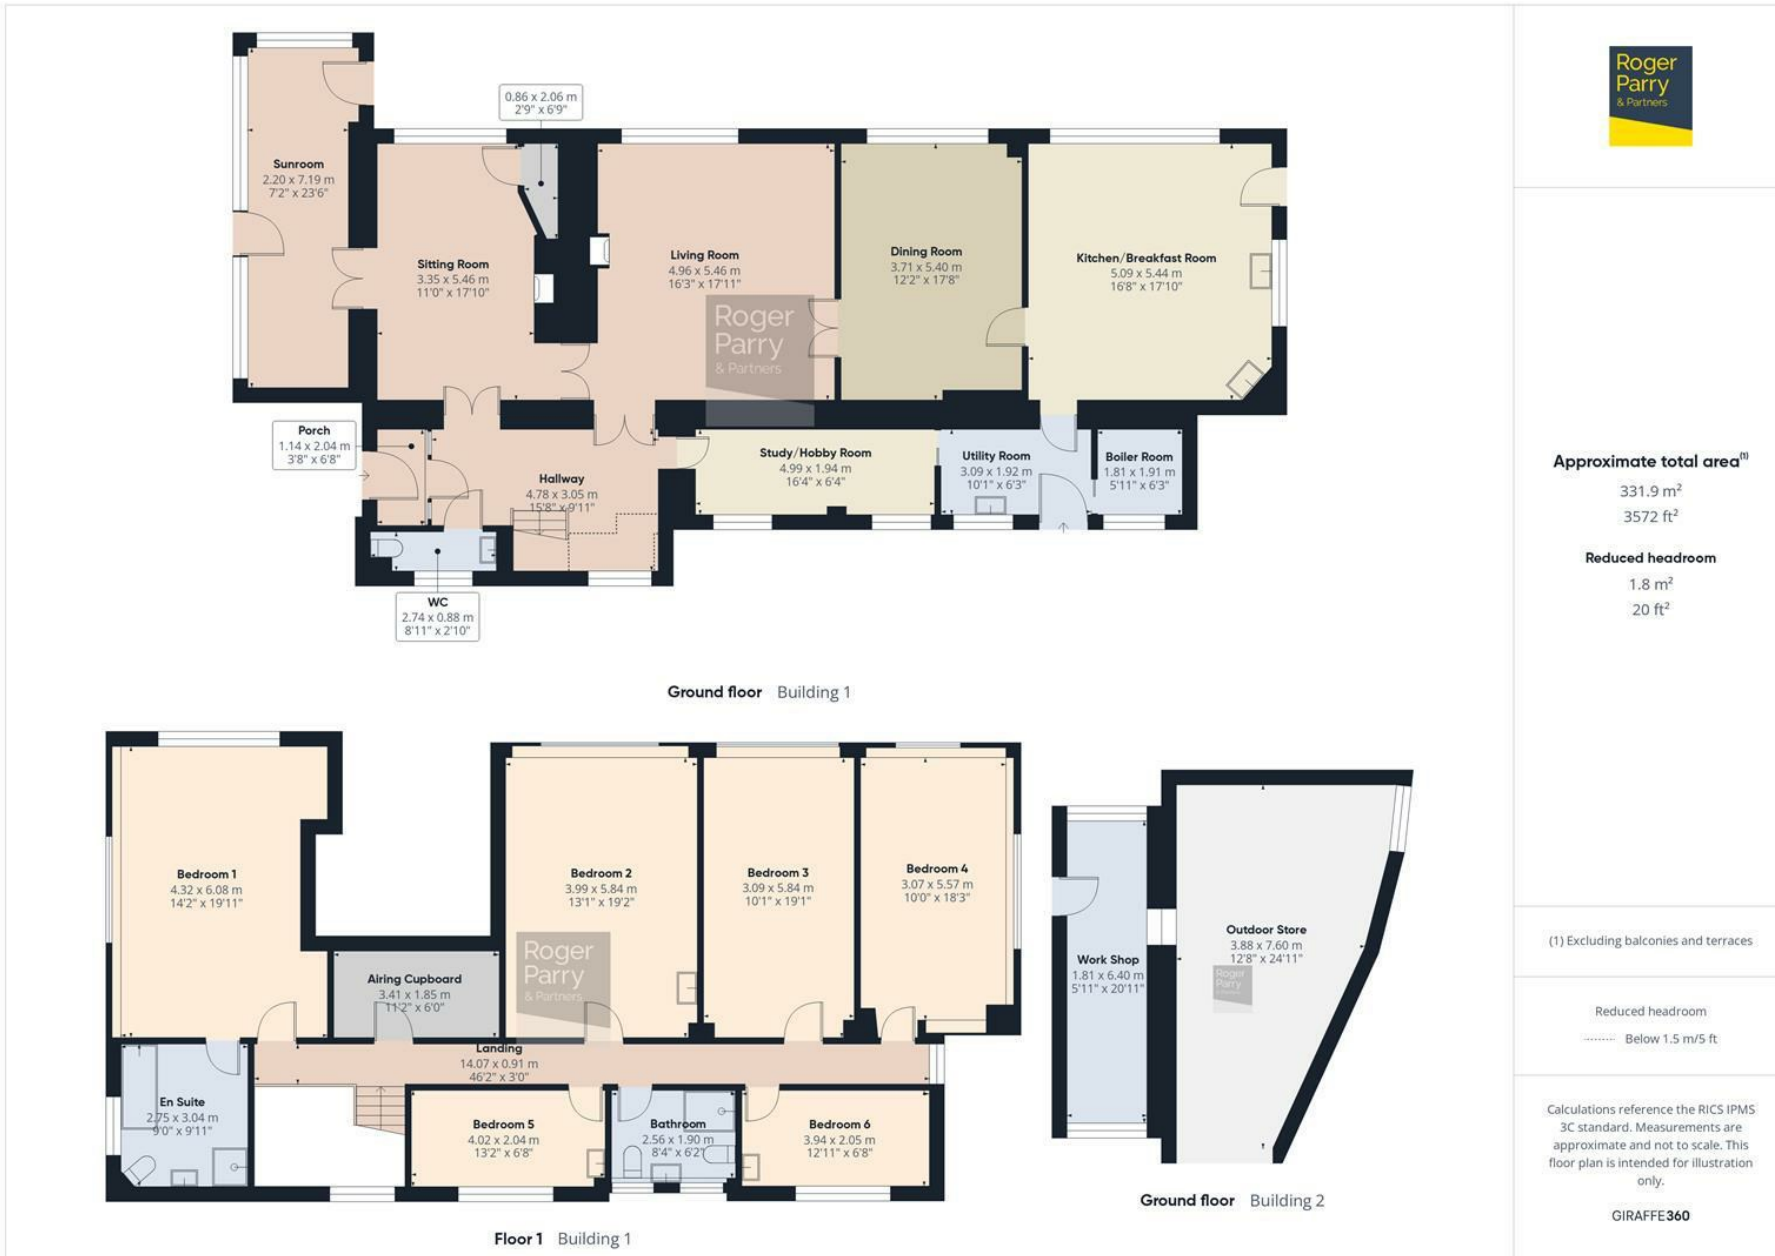 0.86 x 2.06 m
2'9" x 6'9"
Sunroom
2.20 x 7.19 m
7'2" x 23'6"
Sitting Room
3.35 x 5.46 m
11'0" x 17'10"
Living Room
4.96 x 5.46 m
16'3" x 17'11"
Dining Room
3.71 x 5.40 m
12'2" x 17'8"
Kitchen/Breakfast Room
5.09 x 5.44 m
16'8" x 17'10"
Roger
Parry
& Partners
Porch
1.14 x 2.04 m
3'8" x 6'8"
Hallway
4.78 x 3.05 m
15'8" x 9'11"
Study/Hobby Room
4.99 x 1.94 m
16'4" x 6'4"
Utility Room
3.09 x 1.92 m
10'1" x 6'3"
Boiler Room
1.81 x 1.91 m
5'11" x 6'3"
WC
2.74 x 0.88 m
8'11" x 2'10"
Ground floor Building 1
Bedroom 1
4.32 x 6.08 m
14'2" x 19'11"
Bedroom 2
3.99 x 5.84 m
13'1" x 19'2"
Bedroom 3
3.09 x 5.84 m
10'1" x 19'1"
Bedroom 4
3.07 x 5.57 m
10'0" x 18'3"
Airing Cupboard
3.41 x 1.85 m
11'2" x 6'0"
Roger
Parry
& Partners
Landing
14.07 x 0.91 m
46'2" x 3'0"
En Suite
2.75 x 3.04 m
9'0" x 9'11"
Bedroom 5
4.02 x 2.04 m
13'2" x 6'8"
Bathroom
2.56 x 1.90 m
8'4" x 6'2"
Bedroom 6
3.94 x 2.05 m
12'11" x 6'8"
Floor 1 Building 1
Work Shop
1.81 x 6.40 m
5'11" x 20'11"
Outdoor Store
3.88 x 7.60 m
12'8" x 24'11"
Roger
Parry
Ground floor Building 2
Roger
Parry
& Partners
Approximate total area(1)
331.9 m²
3572 ft²
Reduced headroom
1.8 m²
20 ft²
(1) Excluding balconies and terraces
Reduced headroom
Below 1.5 m/5 ft
Calculations reference the RICS IPMS
3C standard. Measurements are
approximate and not to scale. This
floor plan is intended for illustration
only.
GIRAFFE360